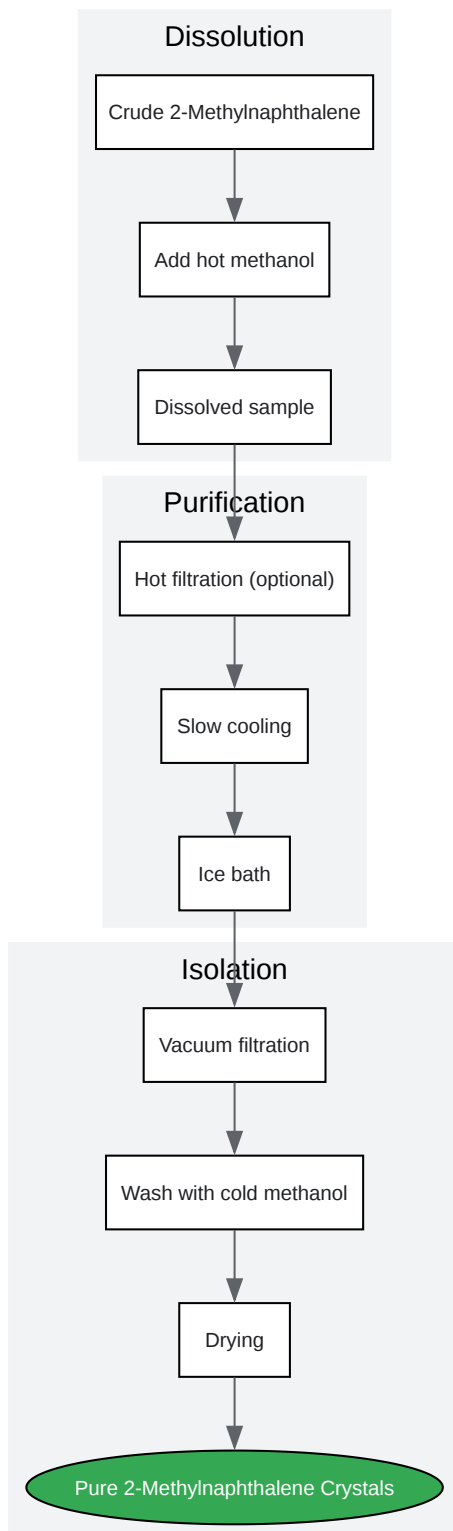 Dissolution
Crude 2-Methylnaphthalene
Add hot methanol
Dissolved sample
Purification
Hot filtration (optional)
Slow cooling
Ice bath
Isolation
Vacuum filtration
Wash with cold methanol
Drying
Pure 2-Methylnaphthalene Crystals